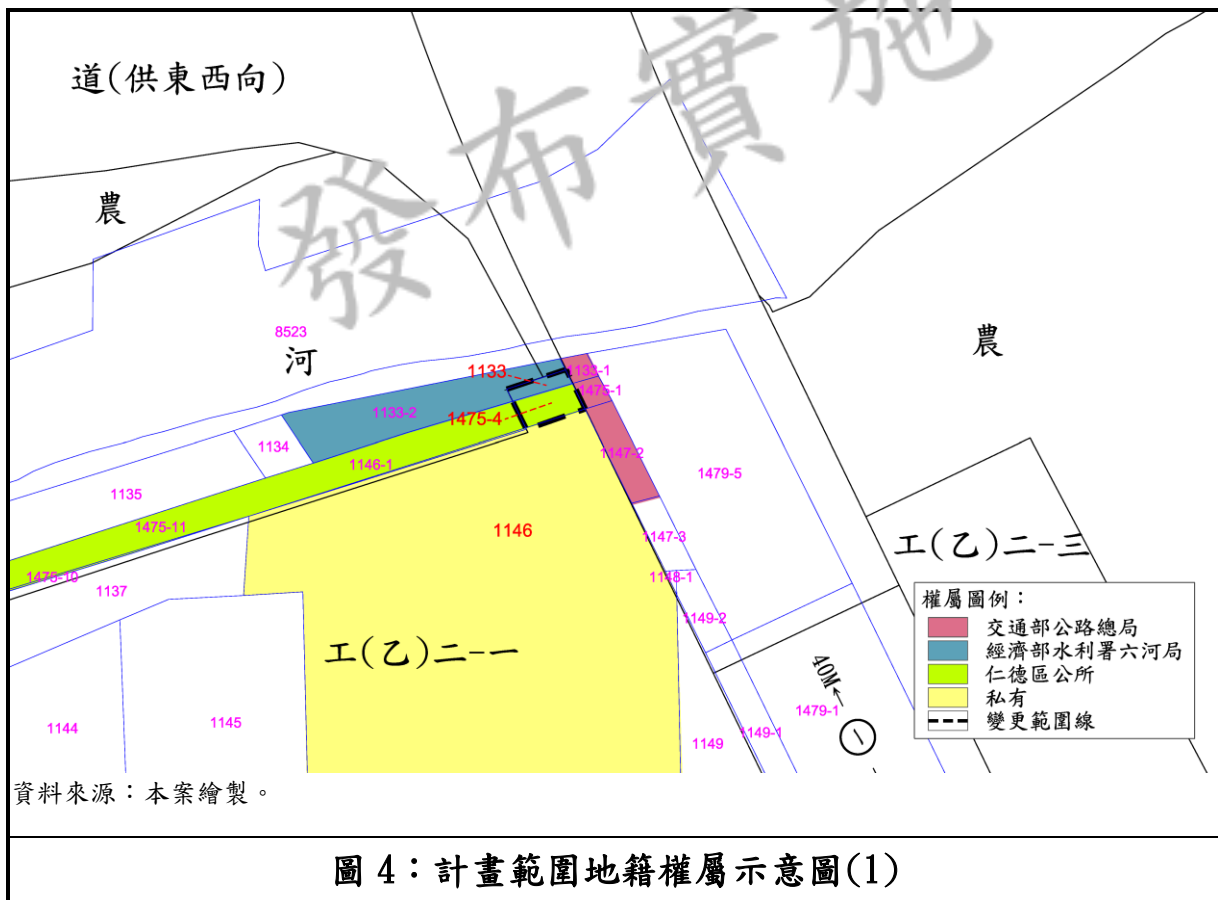 發布實施
道(供東西向)
農
8523
河
農
1133
1133-1
1475-1
1133-2
1475-4
1134
1146-1
1147-2
1135
1479-5
1475-11
1146
1147-3
工(乙)二-三
1475-10
1137
1148-1
1149-2
工(乙)二-一
40M
1479-1
1144
1145
1149
1149-1
一
權屬圖例：
交通部公路總局
經濟部水利署六河局
仁德區公所
私有
變更範圍線
資料來源：本案繪製。
圖 4：計畫範圍地籍權屬示意圖(1)